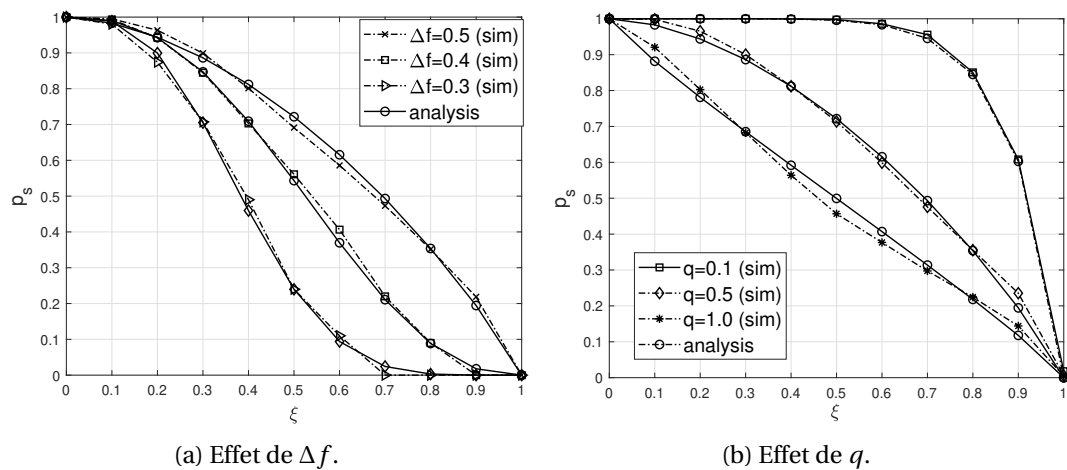 1
0.9
0.8
0.7
0.6
0.5
0.4
0.3
0.2
0.1
0
p_s
Δf=0.5 (sim)
Δf=0.4 (sim)
Δf=0.3 (sim)
analysis
0 0.1 0.2 0.3 0.4 0.5 0.6 0.7 0.8 0.9 1
ξ
(a) Effet de Δf.
1
0.9
0.8
0.7
0.6
0.5
0.4
0.3
0.2
0.1
0
p_s
q=0.1 (sim)
q=0.5 (sim)
q=1.0 (sim)
analysis
0 0.1 0.2 0.3 0.4 0.5 0.6 0.7 0.8 0.9 1
ξ
(b) Effet de q.